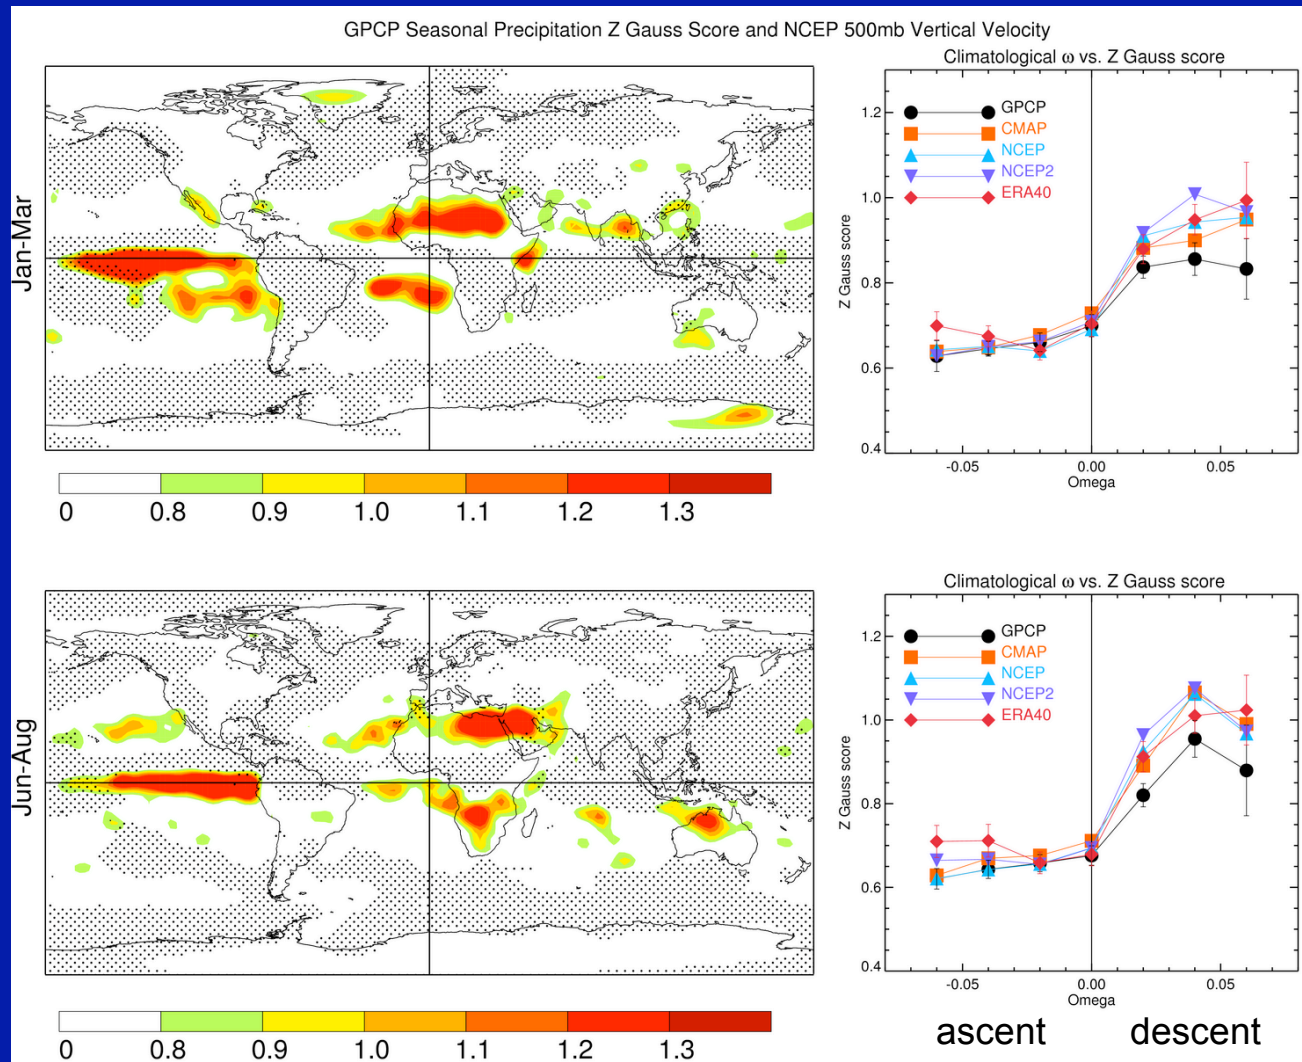 GPCP Seasonal Precipitation Z Gauss Score and NCEP 500mb Vertical Velocity
Jan-Mar
0 0.8 0.9 1.0 1.1 1.2 1.3
Climatological ω vs. Z Gauss score
Z Gauss score
1.2
1.0
0.8
0.6
0.4
GPCP
CMAP
NCEP
NCEP2
ERA40
-0.05 0.00 0.05
Omega
Jun-Aug
0 0.8 0.9 1.0 1.1 1.2 1.3
Climatological ω vs. Z Gauss score
Z Gauss score
1.2
1.0
0.8
0.6
0.4
GPCP
CMAP
NCEP
NCEP2
ERA40
-0.05 0.00 0.05
Omega
ascent descent